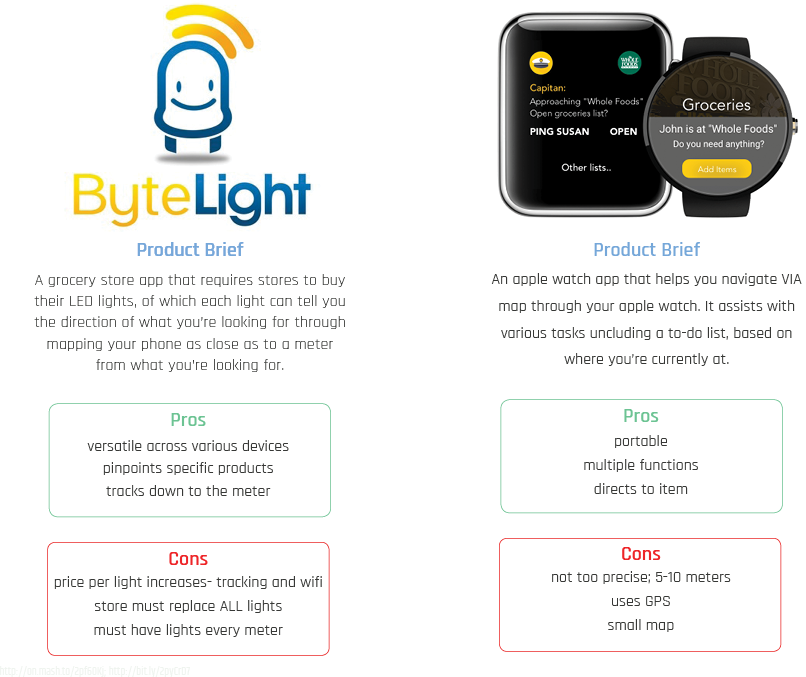 ByteLight
Product Brief
A grocery store app that requires stores to buy
their LED lights, of which each light can tell you
the direction of what you're looking for through
mapping your phone as close as to a meter
from what you're looking for.
Pros
versatile across various devices
pinpoints specific products
tracks down to the meter
Cons
price per light increases- tracking and wifi
store must replace ALL lights
must have lights every meter
WHOLE
FOODS
Capitan:
Approaching "Whole Foods"
Open groceries list?
PING SUSAN OPEN
Other lists..
WHOLE
FOODS
Groceries
John is at "Whole Foods"
Do you need anything?
Add Items
Product Brief
An apple watch app that helps you navigate VIA
map through your apple watch. It assists with
various tasks uncluding a to-do list, based on
where you're currently at.
Pros
portable
multiple functions
directs to item
Cons
not too precise; 5-10 meters
uses GPS
small map